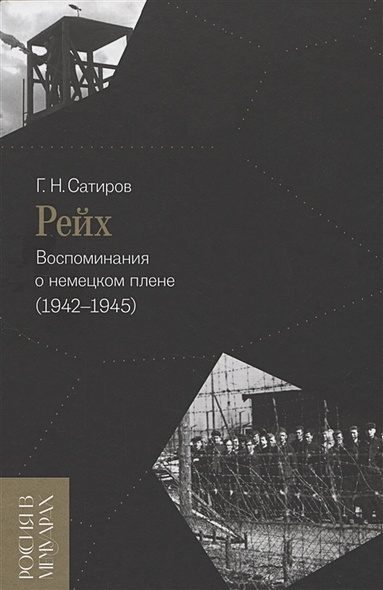 Г. Н. Сатиров
Рейх
Воспоминания
о немецком плене
(1942–1945)
РОССИЯ В
МЕМУАРАХ